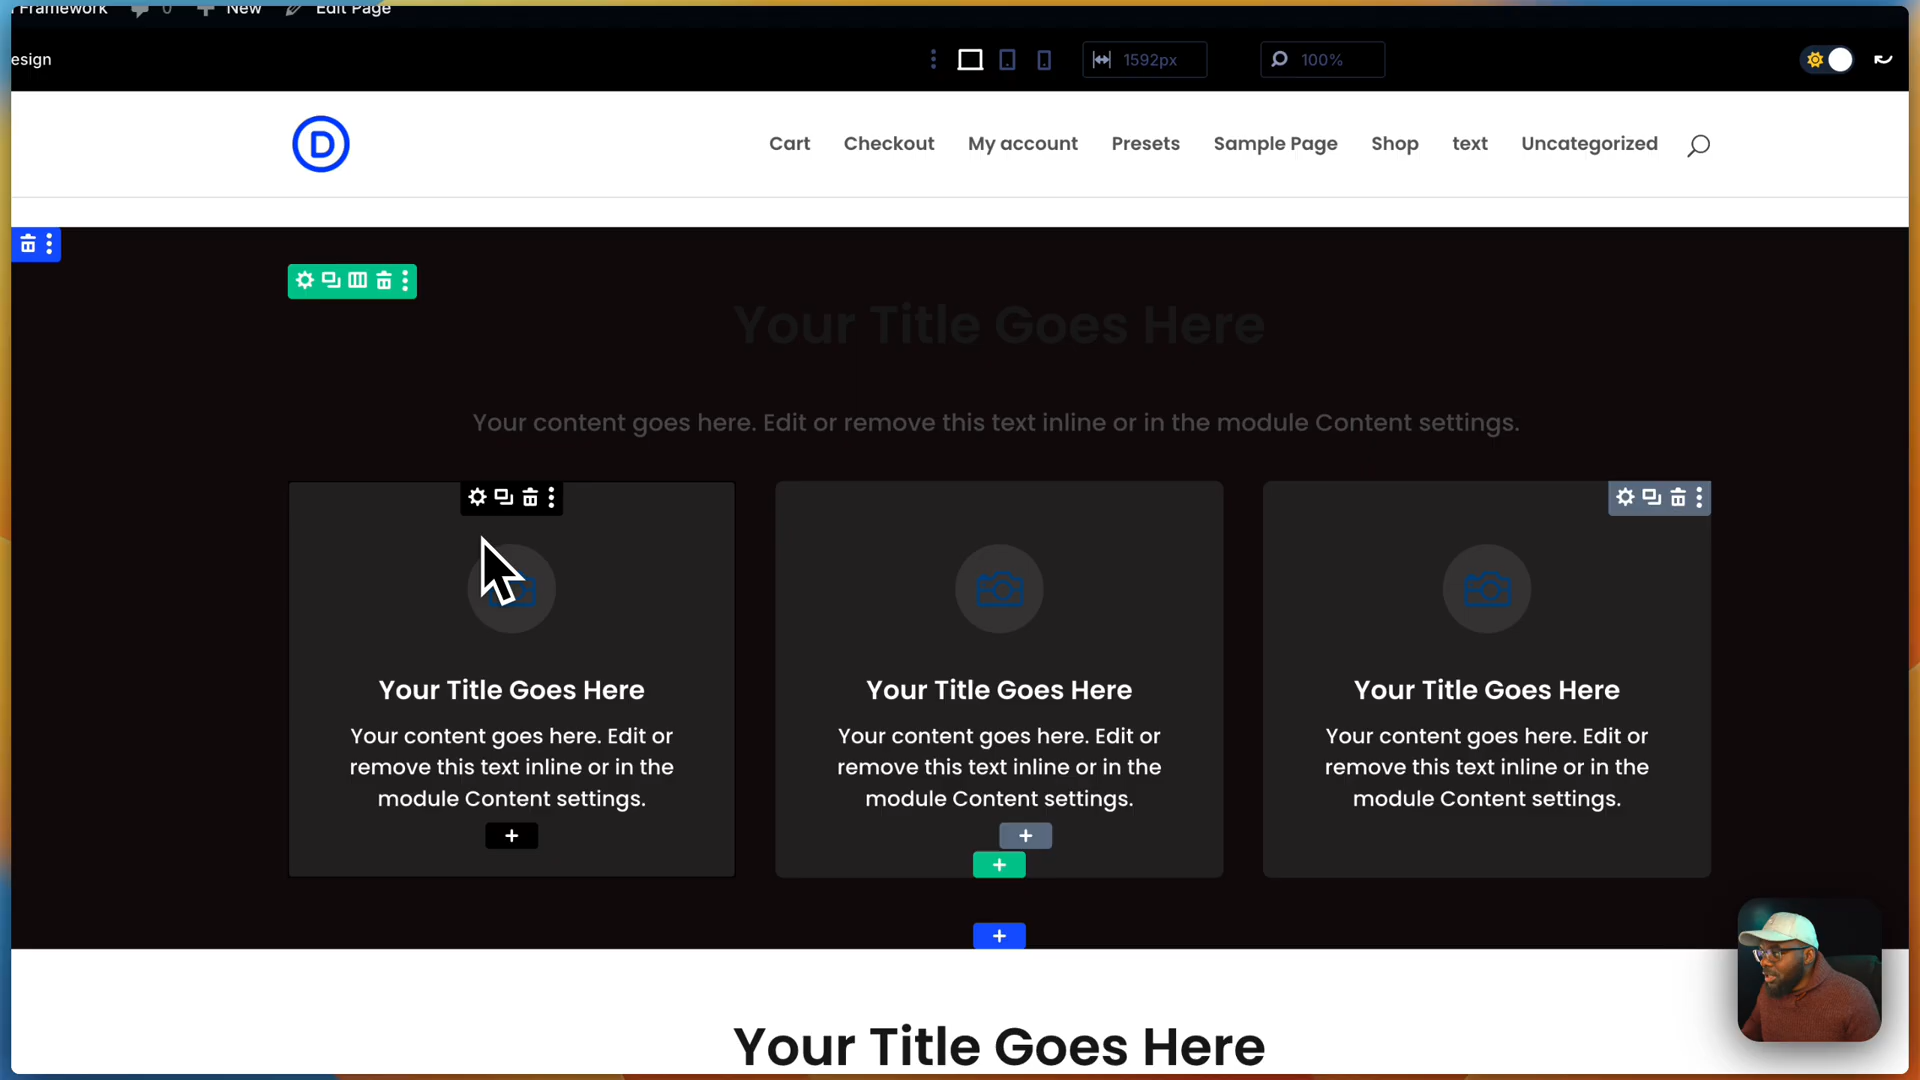 Framework 0 New Edit Page
esign 1592px 100%
D Cart Checkout My account Presets Sample Page Shop text Uncategorized
Your Title Goes Here
Your content goes here. Edit or remove this text inline or in the module Content settings.
Your Title Goes Here
Your content goes here. Edit or
remove this text inline or in the
module Content settings.
Your Title Goes Here
Your content goes here. Edit or
remove this text inline or in the
module Content settings.
Your Title Goes Here
Your content goes here. Edit or
remove this text inline or in the
module Content settings.
Your Title Goes Here